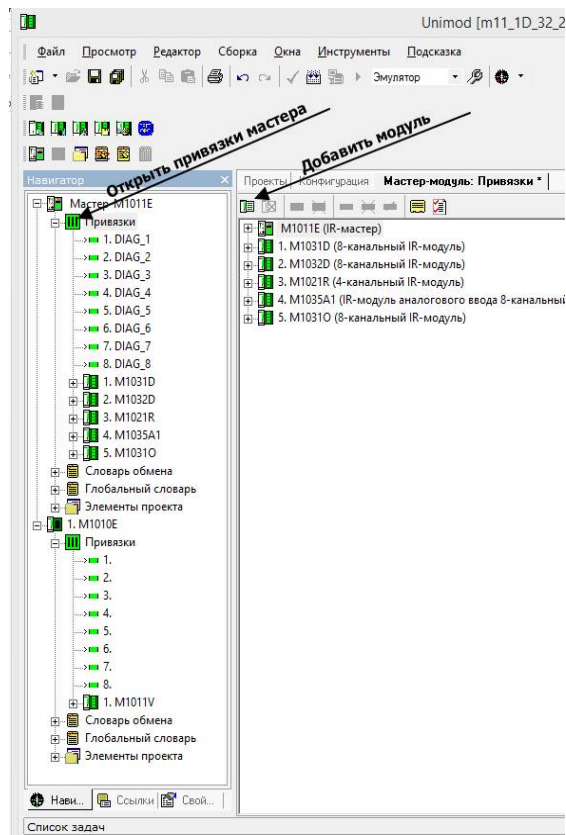 Unimod [m11_1D_32_2
Файл Просмотр Редактор Сборка Окна Инструменты Подсказка
Эмулятор
Открыть привязки мастера
Добавить модуль
Навигатор
Проекты Конфигурация Мастер-модуль: Привязки *
Мастер M1011E
Привязки
1. DIAG_1
2. DIAG_2
3. DIAG_3
4. DIAG_4
5. DIAG_5
6. DIAG_6
7. DIAG_7
8. DIAG_8
1. M1031D
2. M1032D
3. M1021R
4. M1035A1
5. M1031O
Словарь обмена
Глобальный словарь
Элементы проекта
1. M1010E
Привязки
1.
2.
3.
4.
5.
6.
7.
8.
1. M1011V
Словарь обмена
Глобальный словарь
Элементы проекта
M1011E (IR-мастер)
1. M1031D (8-канальный IR-модуль)
2. M1032D (8-канальный IR-модуль)
3. M1021R (4-канальный IR-модуль)
4. M1035A1 (IR-модуль аналогового ввода 8-канальный
5. M1031O (8-канальный IR-модуль)
Нави... Ссылки Свой...
Список задач